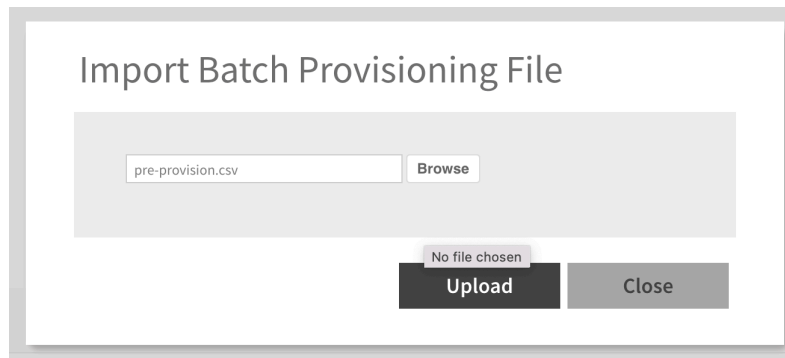 Import Batch Provisioning File
pre-provision.csv Browse
No file chosen
Upload Close